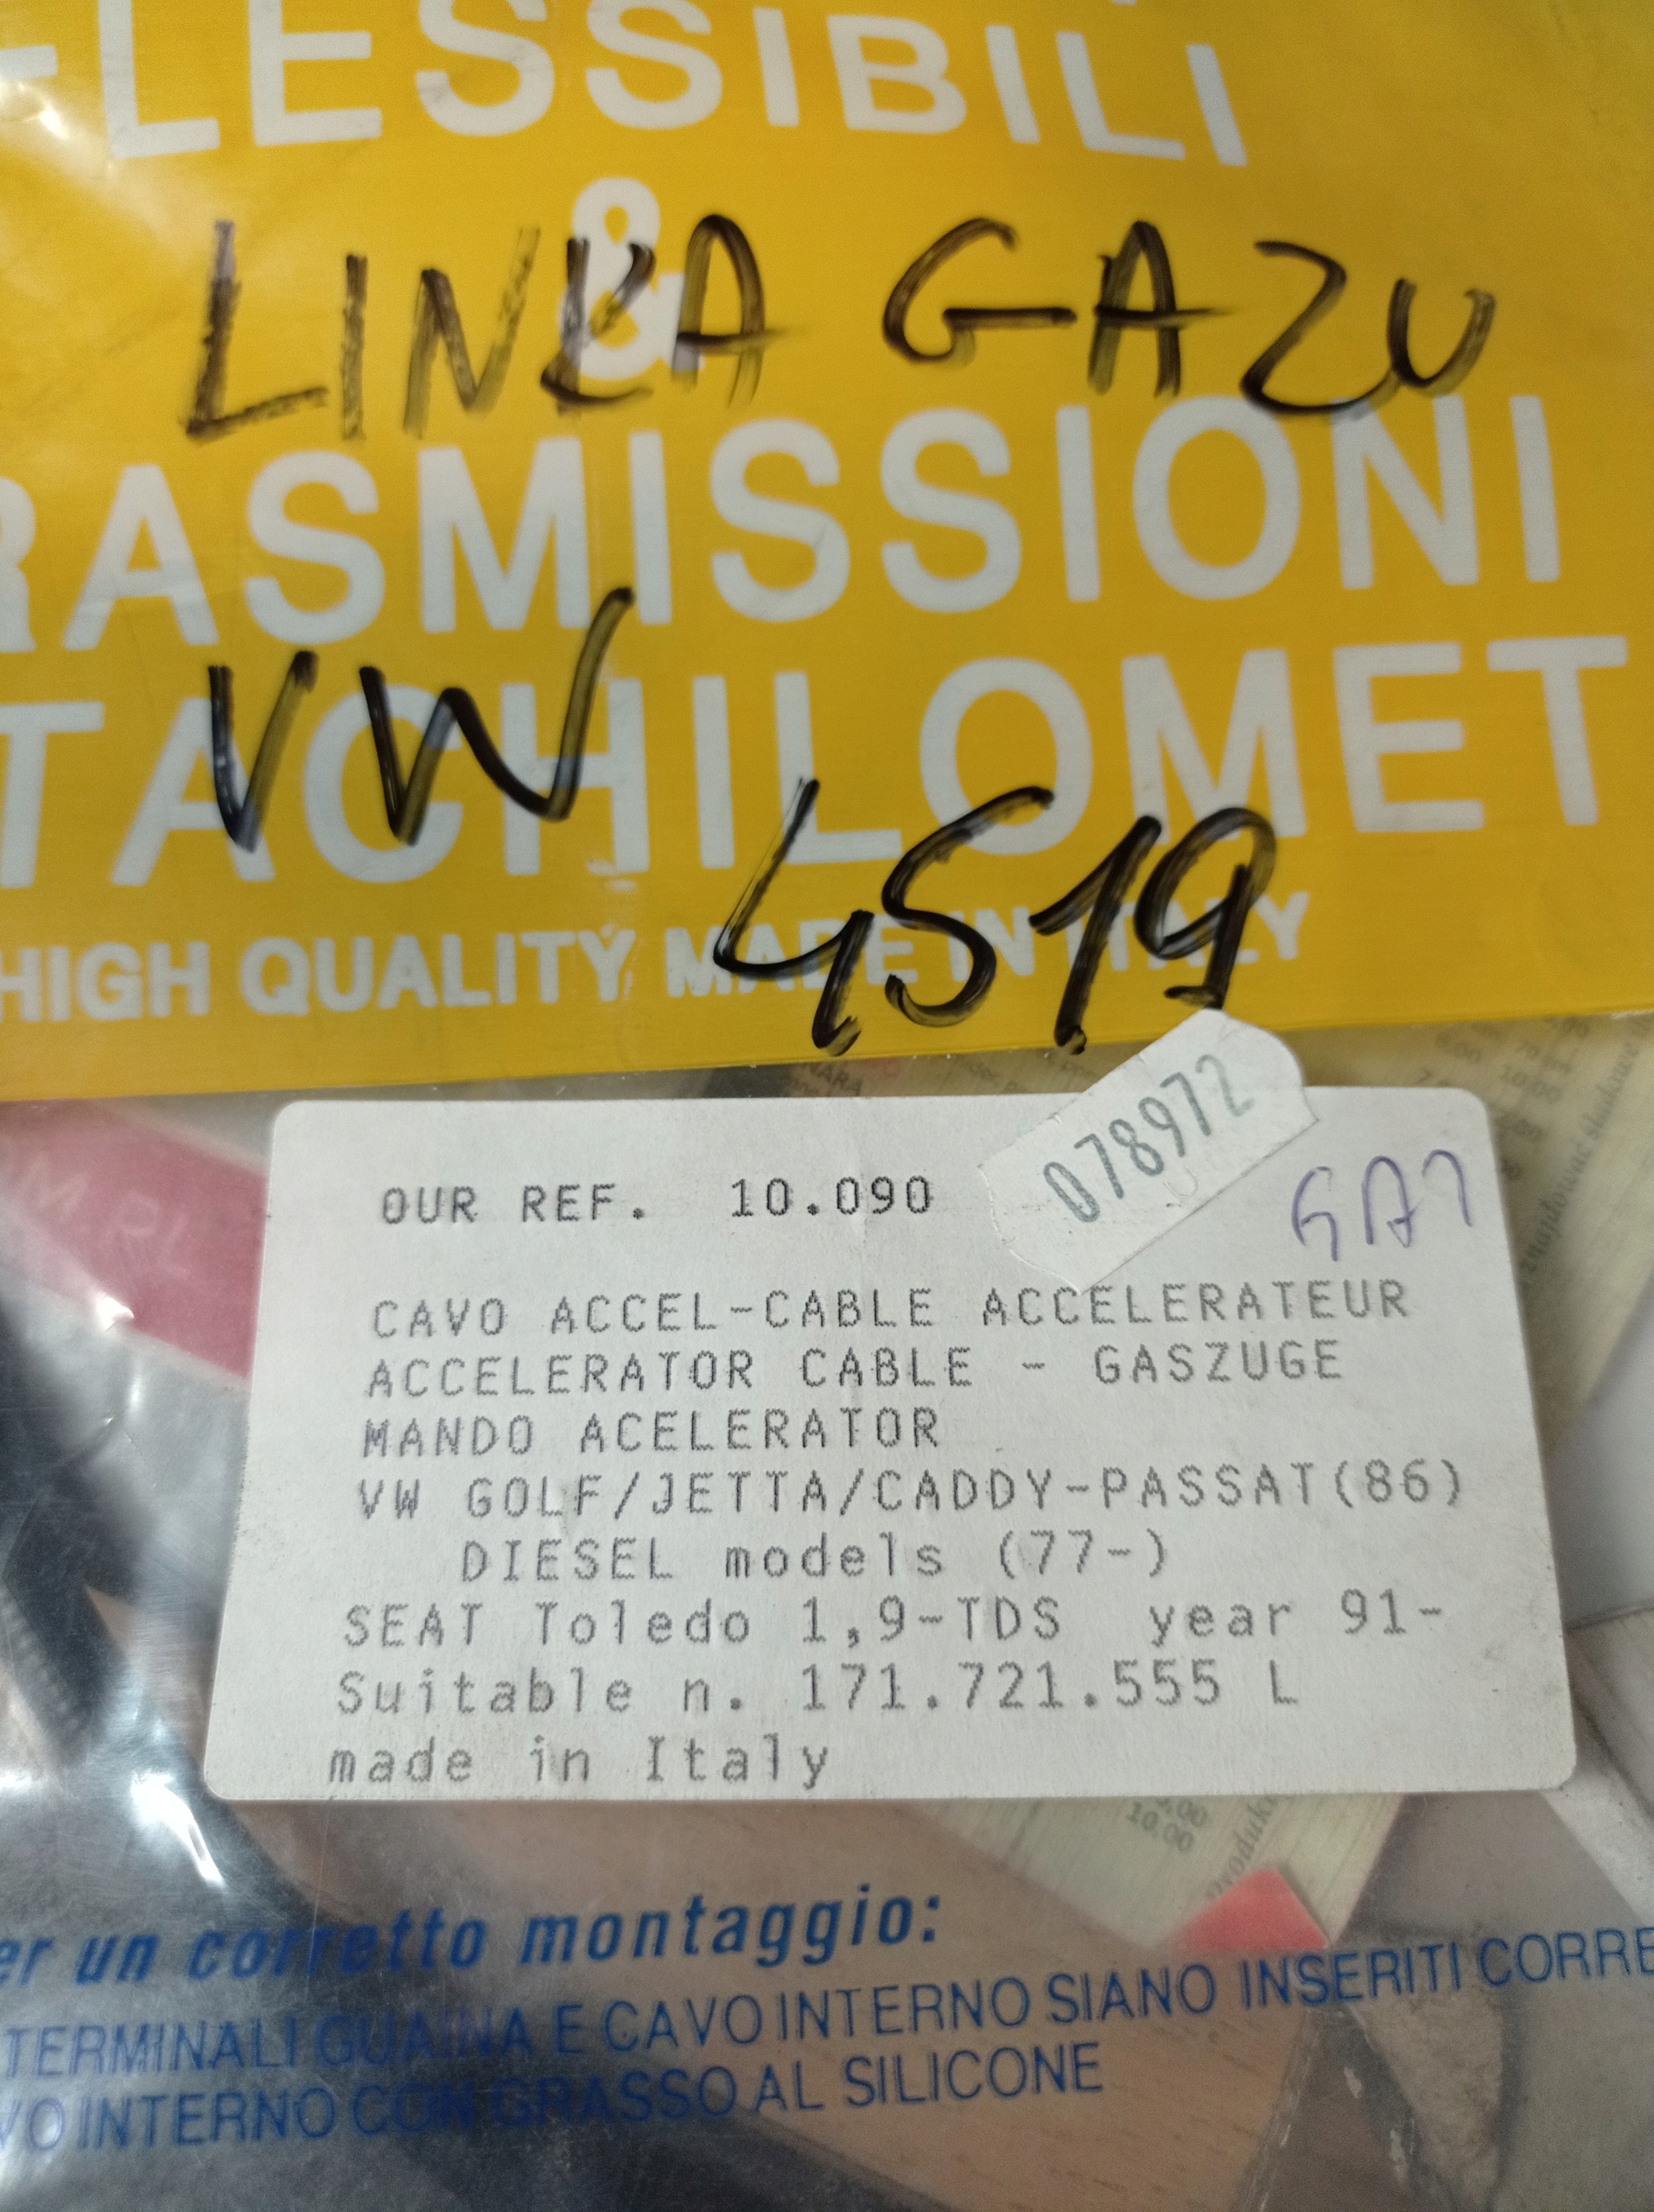 FLESSIBILI
&
LINKA GAZU
RASMISSIONI
VW
TACHILOMET
4519
HIGH QUALITY MADE IN ITALY
078972
OUR REF. 10.090
GA7
CAVO ACCEL-CABLE ACCELERATEUR
ACCELERATOR CABLE - GASZUGE
MANDO ACELERATOR
VW GOLF/JETTA/CADDY-PASSAT(86)
DIESEL models (77-)
SEAT Toledo 1,9-TDS year 91-
Suitable n. 171.721.555 L
made in Italy
er un corretto montaggio:
TERMINALI GUAINA E CAVO INTERNO SIANO INSERITI CORRE
VO INTERNO CON GRASSO AL SILICONE